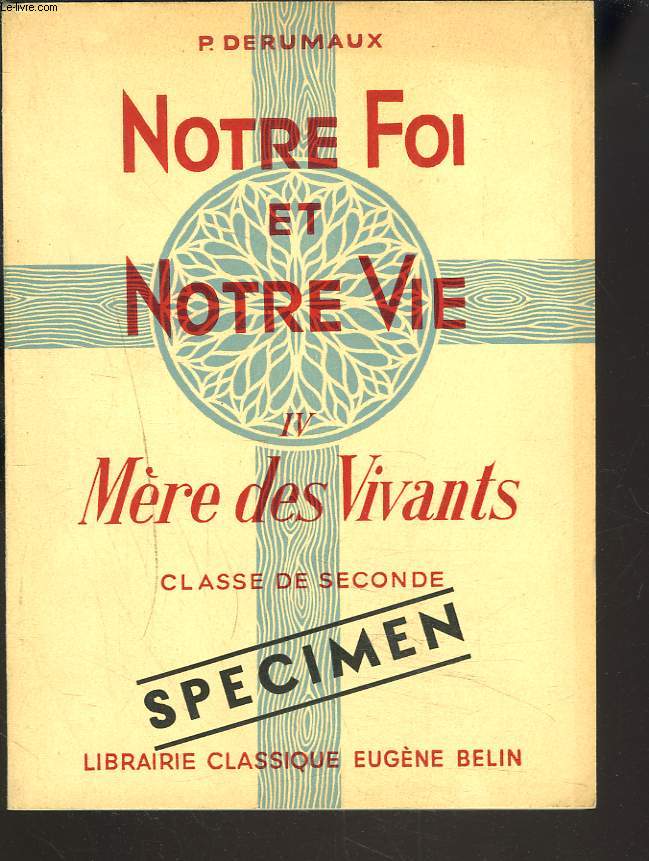 Le-livre.com
P. DERUMAUX
NOTRE FOI
ET
NOTRE VIE
IV
Mère des Vivants
CLASSE DE SECONDE
SPECIMEN
LIBRAIRIE CLASSIQUE EUGÈNE BELIN